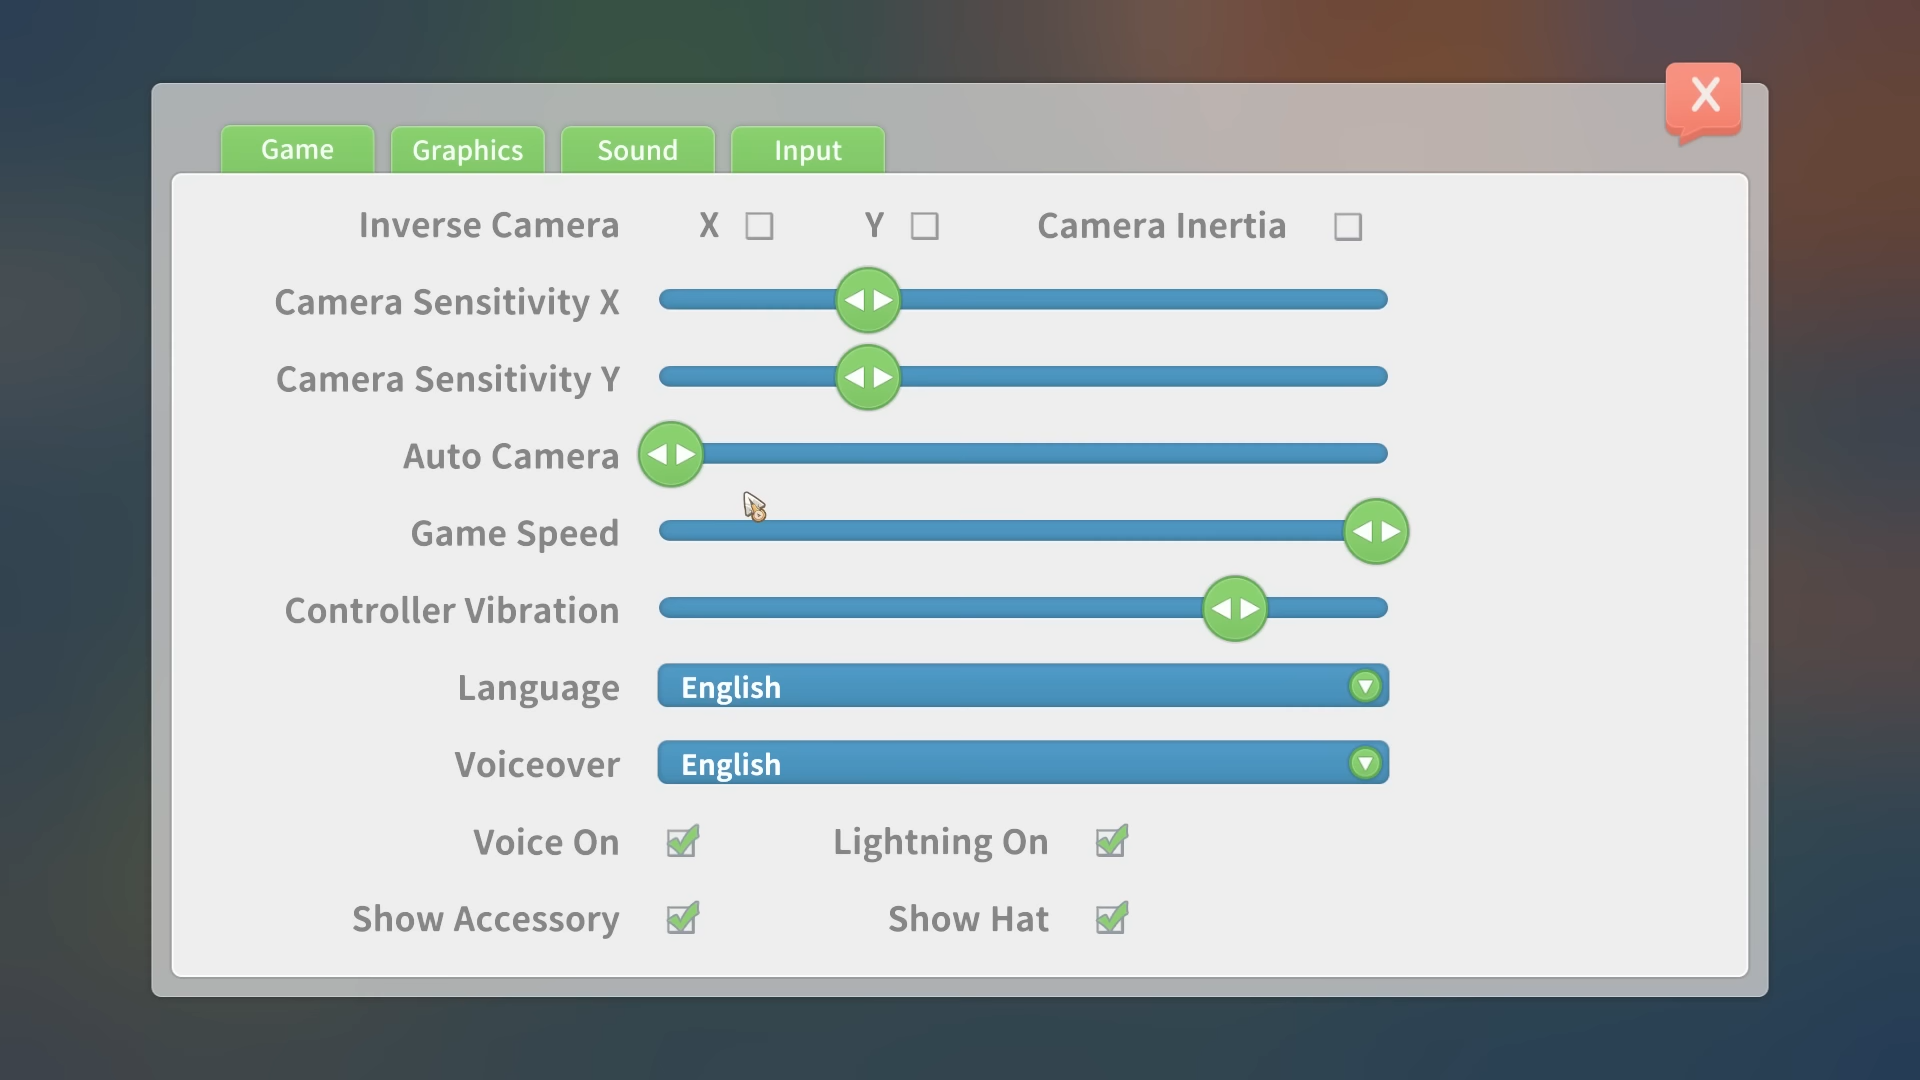 X
Game Graphics Sound Input
Inverse Camera X Y Camera Inertia
Camera Sensitivity X
Camera Sensitivity Y
Auto Camera
Game Speed
Controller Vibration
Language English
Voiceover English
Voice On Lightning On
Show Accessory Show Hat